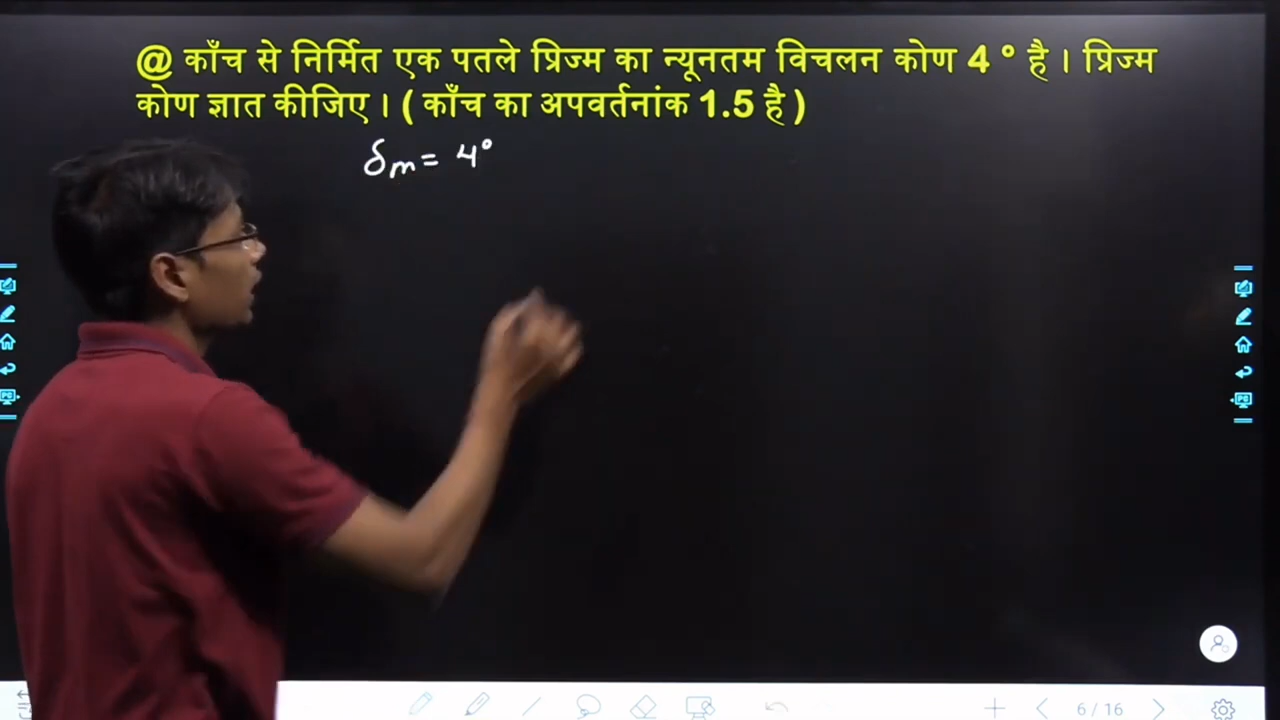 @ काँच से निर्मित एक पतले प्रिज्म का न्यूनतम विचलन कोण 4 ° है । प्रिज्म
कोण ज्ञात कीजिए । ( काँच का अपवर्तनांक 1.5 है )
δm = 4°
6 / 16